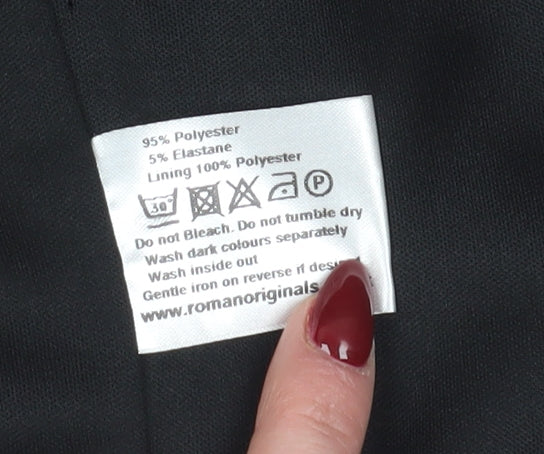 95% Polyester
5% Elastane
Lining 100% Polyester
30° P
Do not Bleach. Do not tumble dry
Wash dark colours separately
Wash inside out
Gentle iron on reverse if
www.romanoriginals